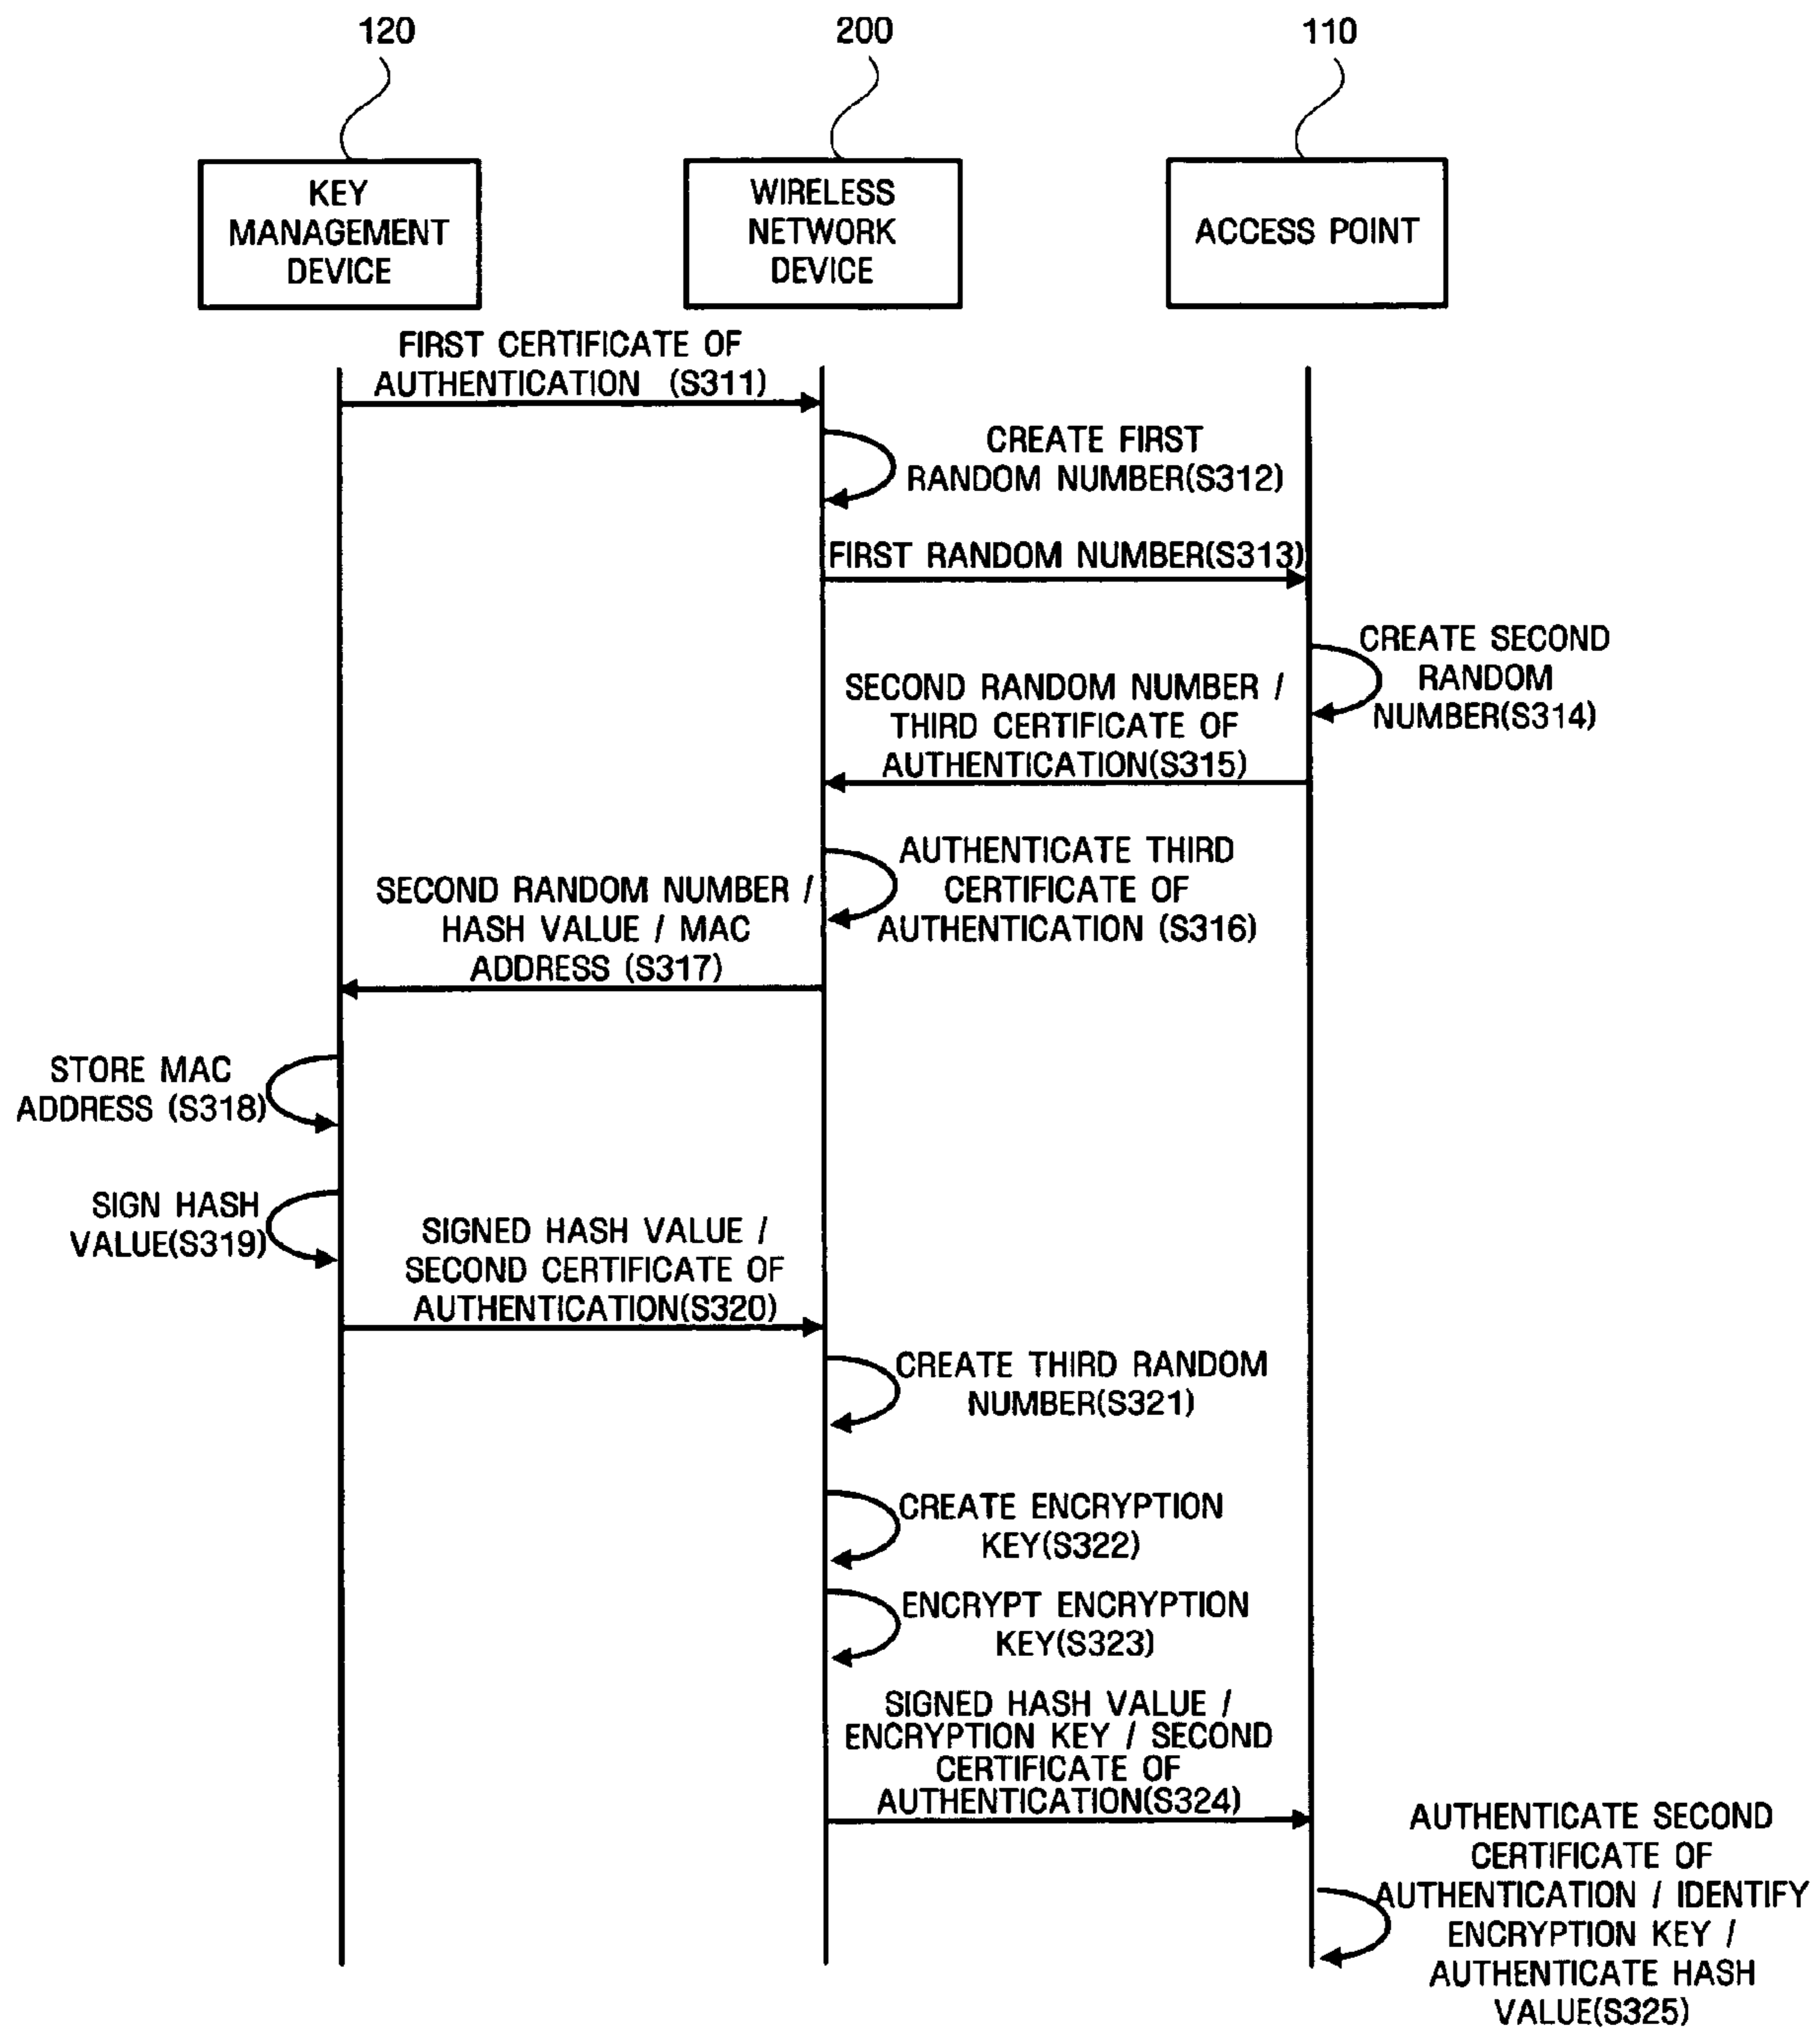 120
200
110
KEY
MANAGEMENT
DEVICE
WIRELESS
NETWORK
DEVICE
ACCESS POINT
FIRST CERTIFICATE OF
AUTHENTICATION (S311)
CREATE FIRST
RANDOM NUMBER(S312)
FIRST RANDOM NUMBER(S313)
CREATE SECOND
RANDOM
NUMBER(S314)
SECOND RANDOM NUMBER /
THIRD CERTIFICATE OF
AUTHENTICATION(S315)
AUTHENTICATE THIRD
CERTIFICATE OF
AUTHENTICATION (S316)
SECOND RANDOM NUMBER /
HASH VALUE / MAC
ADDRESS (S317)
STORE MAC
ADDRESS (S318)
SIGN HASH
VALUE(S319)
SIGNED HASH VALUE /
SECOND CERTIFICATE OF
AUTHENTICATION(S320)
CREATE THIRD RANDOM
NUMBER(S321)
CREATE ENCRYPTION
KEY(S322)
ENCRYPT ENCRYPTION
KEY(S323)
SIGNED HASH VALUE /
ENCRYPTION KEY / SECOND
CERTIFICATE OF
AUTHENTICATION(S324)
AUTHENTICATE SECOND
CERTIFICATE OF
AUTHENTICATION / IDENTIFY
ENCRYPTION KEY /
AUTHENTICATE HASH
VALUE(S325)